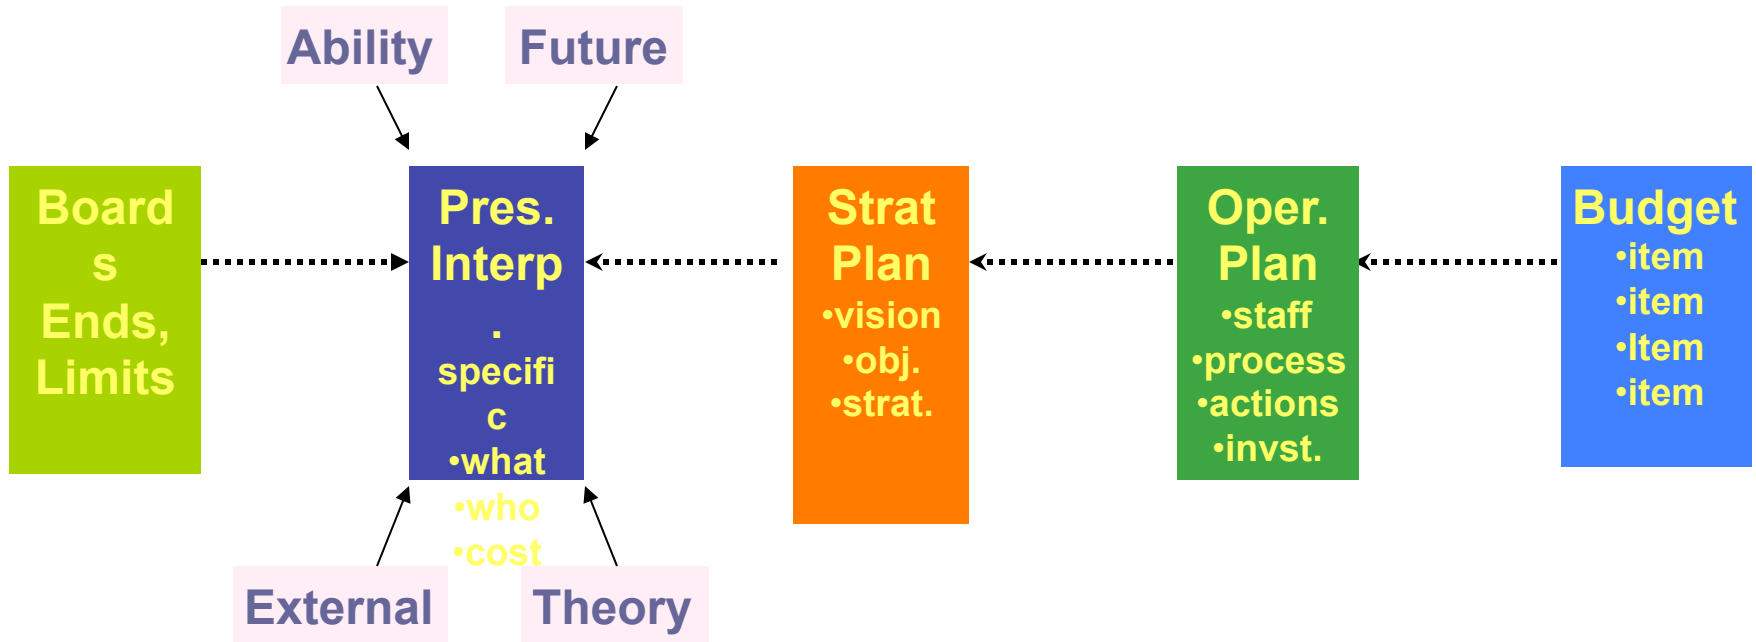 Ability
Future
Board
s
Ends,
Limits
Pres.
Interp
.
specifi
c
•what
•who
•cost
Strat
Plan
•vision
•obj.
•strat.
Oper.
Plan
•staff
•process
•actions
•invst.
Budget
•item
•item
•Item
•item
External
Theory